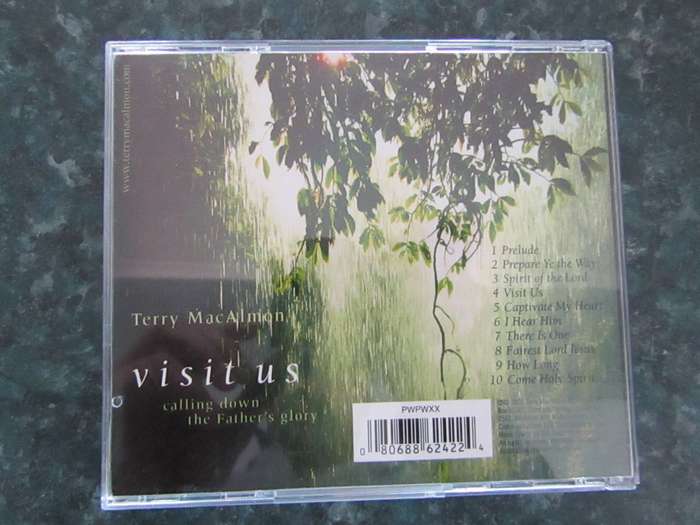 www.terrymacalmon.com
Terry MacAlmon
visit us
calling down
the Father's glory
1 Prelude
2 Prepare Ye the Way
3 Spirit of the Lord
4 Visit Us
5 Captivate My Heart
6 I Hear Him
7 There Is One
8 Fairest Lord Jesus
9 How Long
10 Come Holy Spirit
PWPWXX
0 80688 62422 4